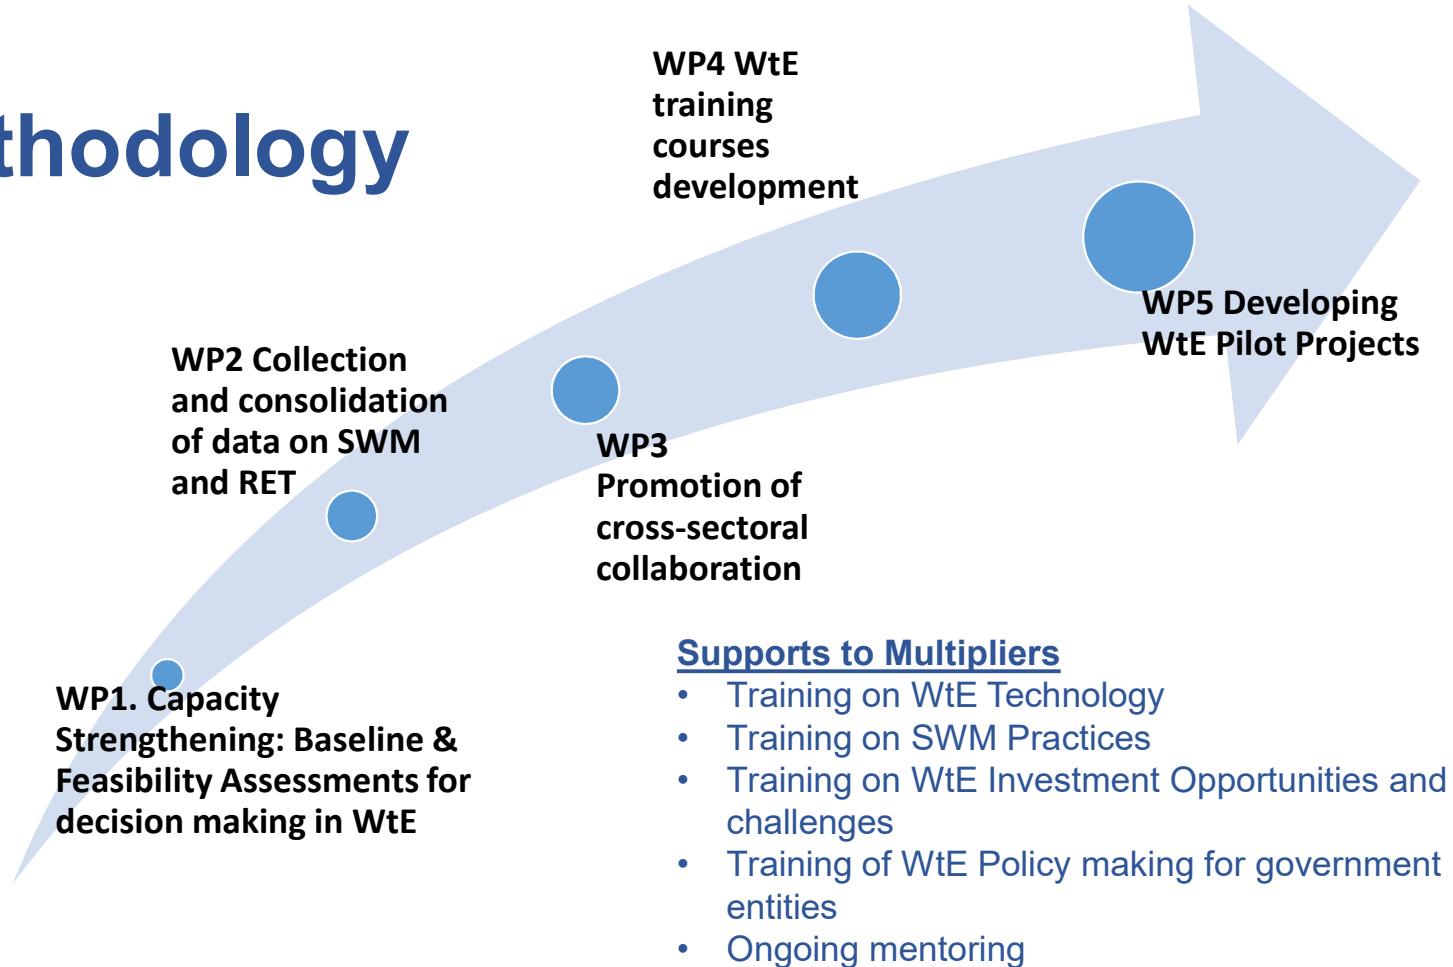 thodology
WP4 WtE
training
courses
development
WP5 Developing
WtE Pilot Projects
WP2 Collection
and consolidation
of data on SWM
and RET
WP3
Promotion of
cross-sectoral
collaboration
WP1. Capacity
Strengthening: Baseline &
Feasibility Assessments for
decision making in WtE
Supports to Multipliers
• Training on WtE Technology
• Training on SWM Practices
• Training on WtE Investment Opportunities and
challenges
• Training of WtE Policy making for government
entities
• Ongoing mentoring